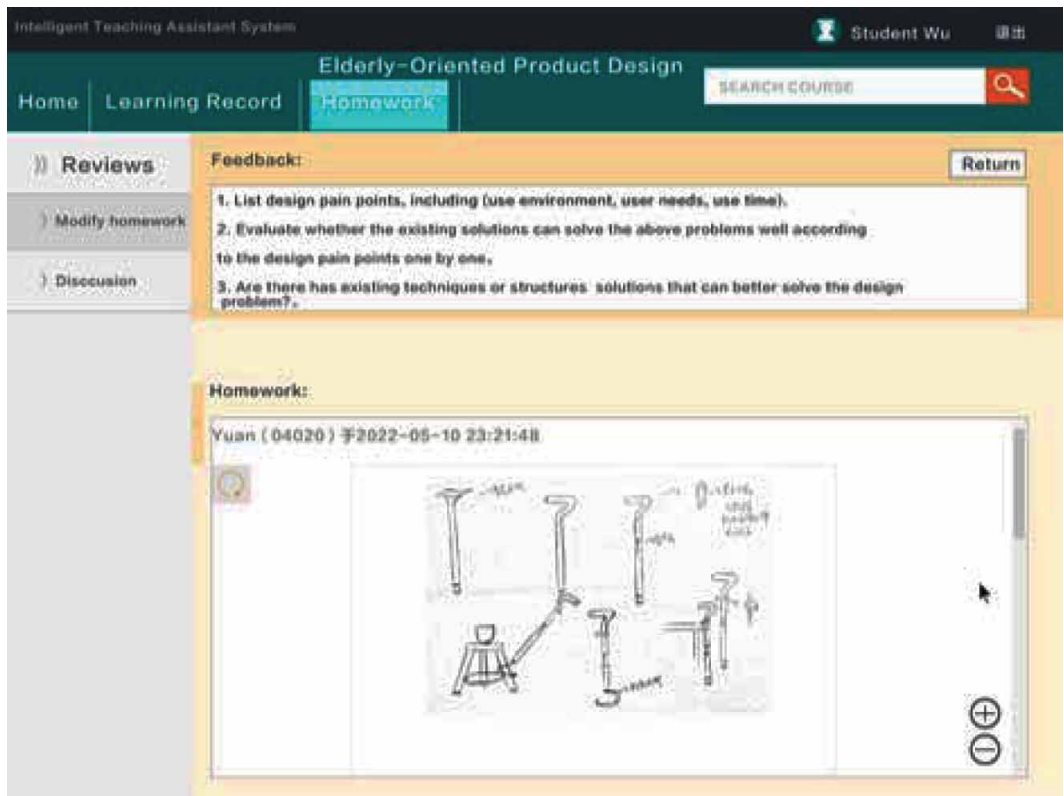 Intelligent Teaching Assistant System
Student Wu
退出
Elderly-Oriented Product Design
Home
Learning Record
Homework
SEARCH COURSE
Reviews
Modify homework
Disccusion
Feedback:
Return
1. List design pain points, including (use environment, user needs, use time).
2. Evaluate whether the existing solutions can solve the above problems well according
to the design pain points one by one。
3. Are there has existing techniques or structures solutions that can better solve the design
problem?。
Homework:
Yuan ( 04020 ) 于2022-05-10 23:21:48